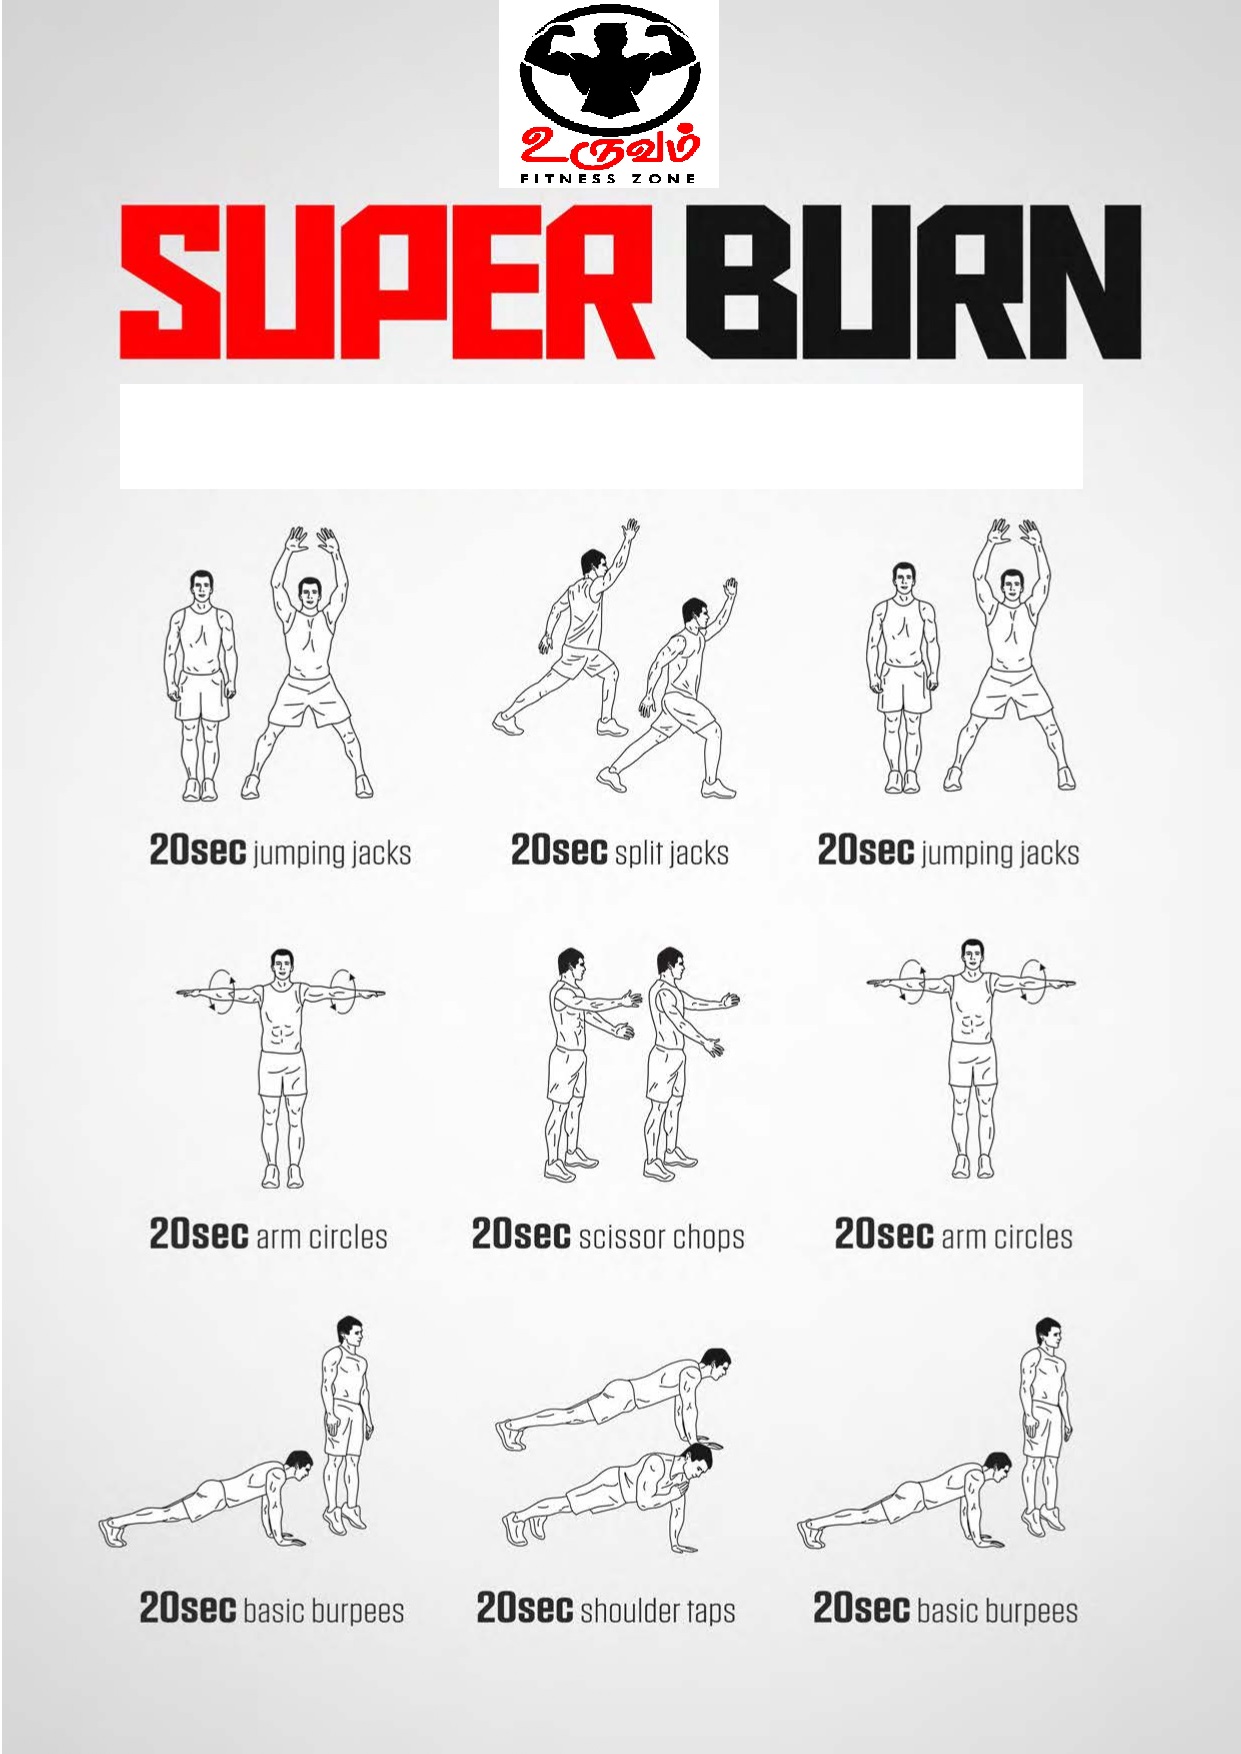 உருவம்
FITNESS ZONE
SUPER BURN
20sec jumping jacks
20sec split jacks
20sec jumping jacks
20sec arm circles
20sec scissor chops
20sec arm circles
20sec basic burpees
20sec shoulder taps
20sec basic burpees